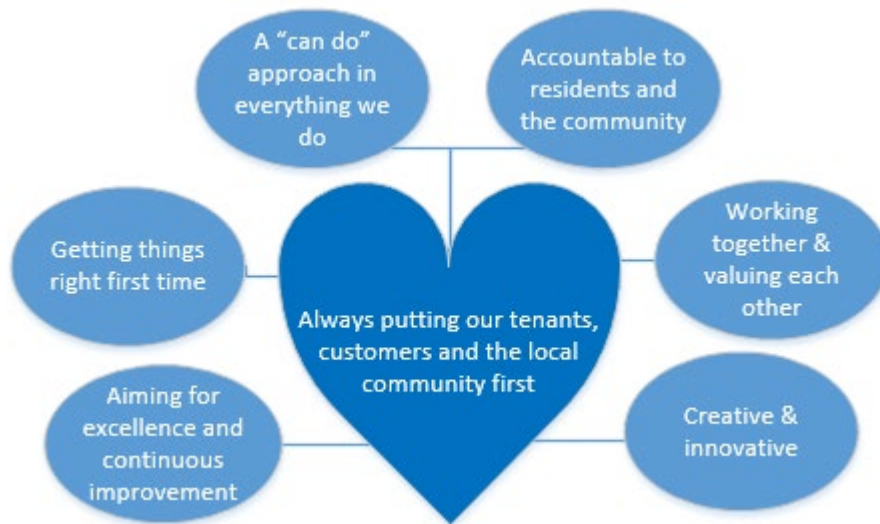 A “can do”
approach in
everything we
do
Accountable to
residents and
the community
Getting things
right first time
Working
together &
valuing each
other
Always putting our tenants,
customers and the local
community first
Aiming for
excellence and
continuous
improvement
Creative &
innovative